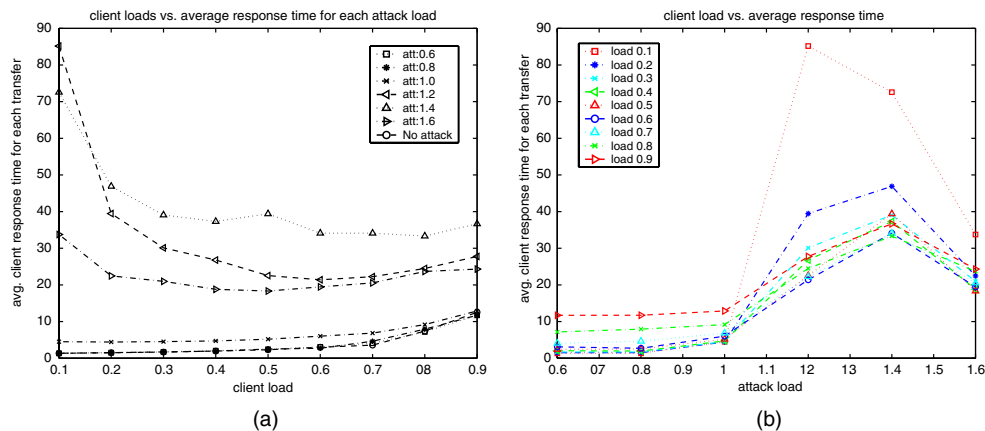 client loads vs. average response time for each attack load
avg. client response time for each transfer
90
80
70
60
50
40
30
20
10
0
att:0.6
att:0.8
att:1.0
att:1.2
att:1.4
att:1.6
No attack
0.1 0.2 0.3 0.4 0.5 0.6 0.7 0.8 0.9
client load
(a)
client load vs. average response time
avg. client response time for each transfer
90
80
70
60
50
40
30
20
10
0
load 0.1
load 0.2
load 0.3
load 0.4
load 0.5
load 0.6
load 0.7
load 0.8
load 0.9
0.6 07 0.8 09 1.0 11 12 13 1.4 15 1.6
attack load
(b)